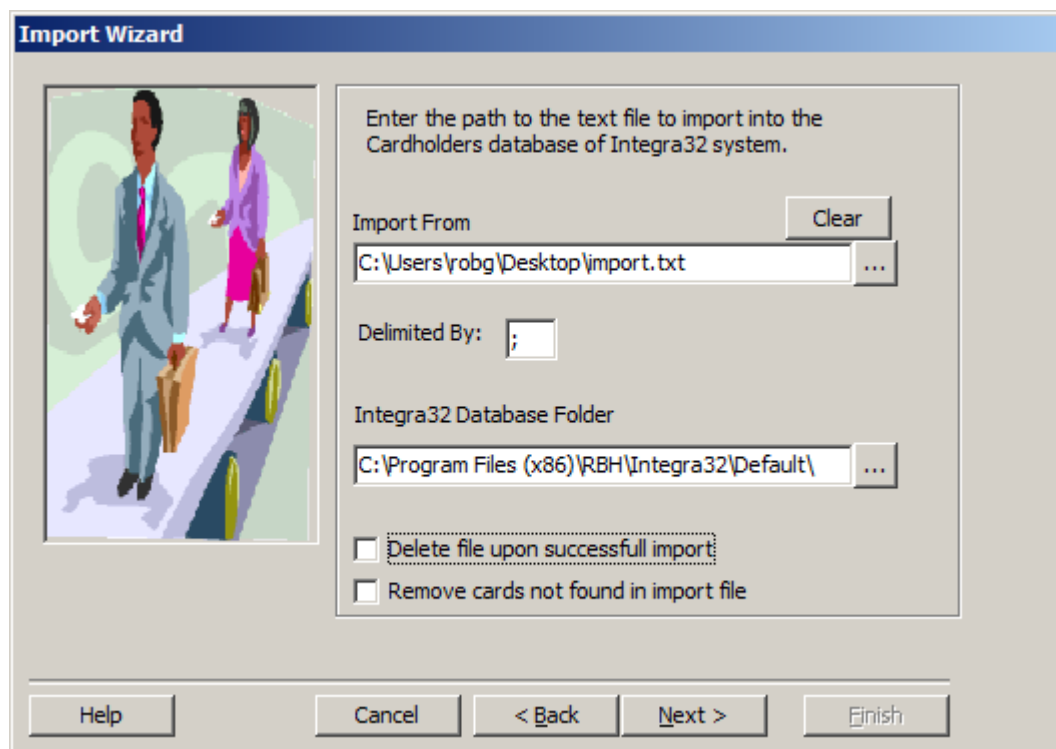 Import Wizard
Enter the path to the text file to import into the
Cardholders database of Integra32 system.
Import From
Clear
C:\Users\robg\Desktop\import.txt
...
Delimited By:
;
Integra32 Database Folder
C:\Program Files (x86)\RBH\Integra32\Default\
...
Delete file upon successfull import
Remove cards not found in import file
Help
Cancel
< Back
Next >
Finish